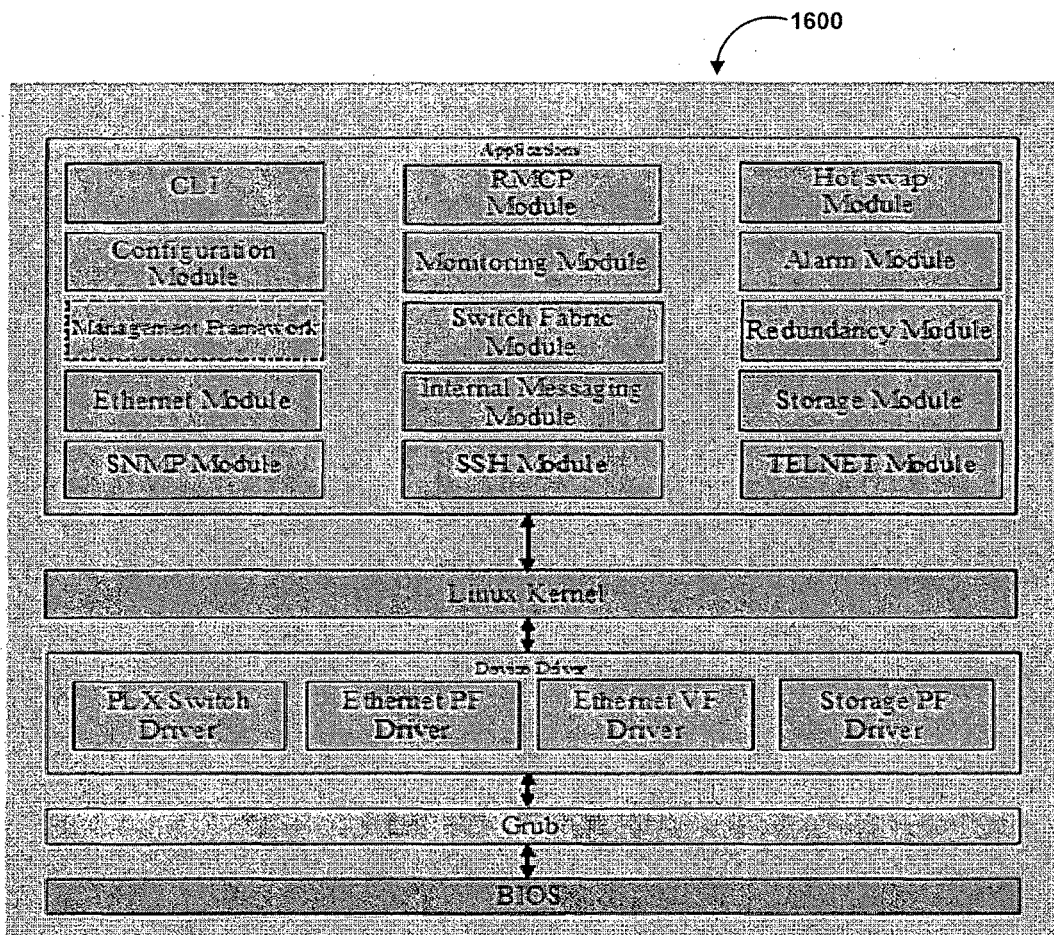 1600
Applications
CLI
RMCP
Module
Hot swap
Module
Configuration
Module
Monitoring Module
Alarm Module
Management Framework
Switch Fabric
Module
Redundancy Module
Ethernet Module
Internal Messaging
Module
Storage Module
SNMP Module
SSH Module
TELNET Module
Linux Kernel
Device Driver
PLX Switch
Driver
Ethernet PF
Driver
Ethernet VF
Driver
Storage PF
Driver
Grub
BIOS